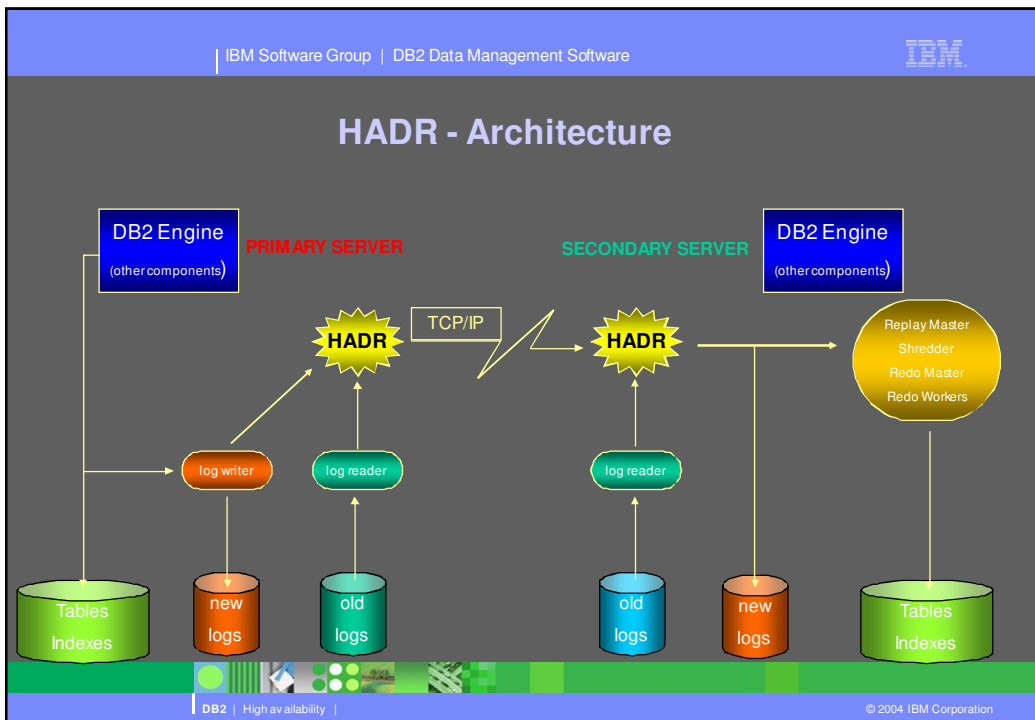 IBM Software Group | DB2 Data Management Software
IBM.
HADR - Architecture
DB2 Engine
(other components)
PRIMARY SERVER
SECONDARY SERVER
DB2 Engine
(other components)
HADR
TCP/IP
HADR
Replay Master
Shredder
Redo Master
Redo Workers
log writer
log reader
log reader
Tables
Indexes
new
logs
old
logs
old
logs
new
logs
Tables
Indexes
DB2 | High availability |
© 2004 IBM Corporation